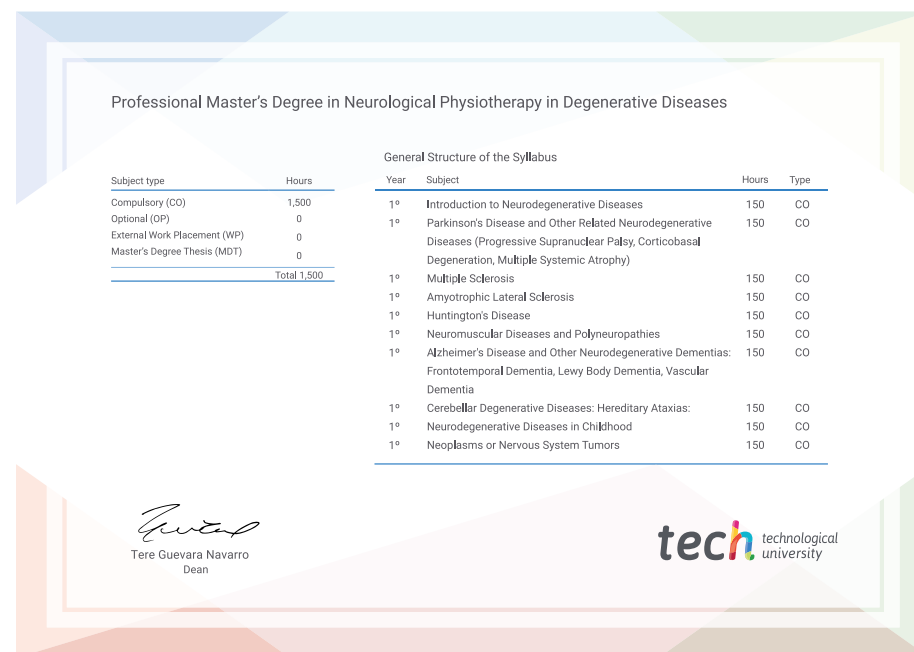 Professional Master's Degree in Neurological Physiotherapy in Degenerative Diseases
Subject type Hours
Compulsory (CO) 1,500
Optional (OP) 0
External Work Placement (WP) 0
Master's Degree Thesis (MDT) 0
Total 1,500
General Structure of the Syllabus
Year Subject Hours Type
1º Introduction to Neurodegenerative Diseases 150 CO
1º Parkinson's Disease and Other Related Neurodegenerative 150 CO
Diseases (Progressive Supranuclear Palsy, Corticobasal
Degeneration, Multiple Systemic Atrophy)
1º Multiple Sclerosis 150 CO
1º Amyotrophic Lateral Sclerosis 150 CO
1º Huntington's Disease 150 CO
1º Neuromuscular Diseases and Polyneuropathies 150 CO
1º Alzheimer's Disease and Other Neurodegenerative Dementias: 150 CO
Frontotemporal Dementia, Lewy Body Dementia, Vascular
Dementia
1º Cerebellar Degenerative Diseases: Hereditary Ataxias: 150 CO
1º Neurodegenerative Diseases in Childhood 150 CO
1º Neoplasms or Nervous System Tumors 150 CO
Tere Guevara Navarro
Dean
tech technological
university